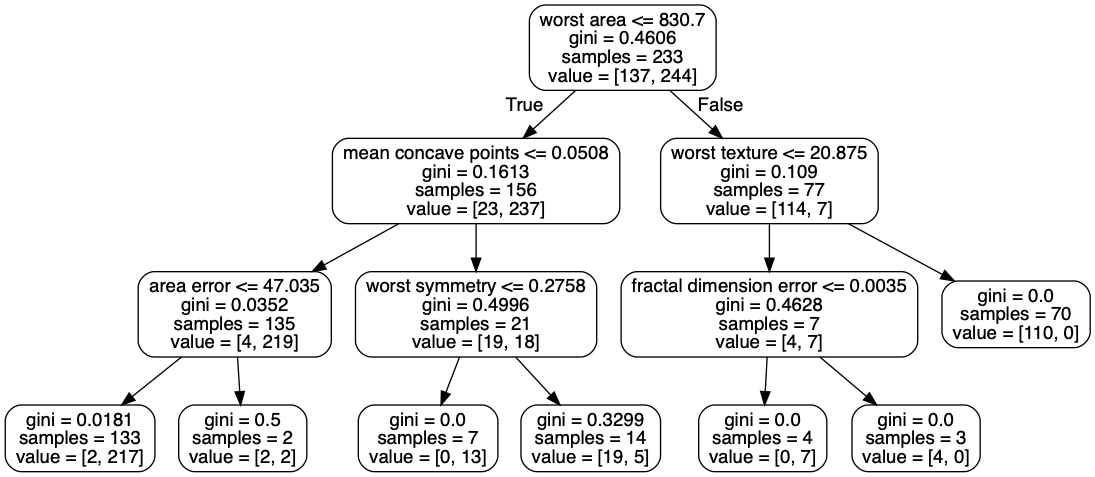 worst area <= 830.7
gini = 0.4606
samples = 233
value = [137, 244]
True
False
mean concave points <= 0.0508
gini = 0.1613
samples = 156
value = [23, 237]
worst texture <= 20.875
gini = 0.109
samples = 77
value = [114, 7]
area error <= 47.035
gini = 0.0352
samples = 135
value = [4, 219]
worst symmetry <= 0.2758
gini = 0.4996
samples = 21
value = [19, 18]
fractal dimension error <= 0.0035
gini = 0.4628
samples = 7
value = [4, 7]
gini = 0.0
samples = 70
value = [110, 0]
gini = 0.0181
samples = 133
value = [2, 217]
gini = 0.5
samples = 2
value = [2, 2]
gini = 0.0
samples = 7
value = [0, 13]
gini = 0.3299
samples = 14
value = [19, 5]
gini = 0.0
samples = 4
value = [0, 7]
gini = 0.0
samples = 3
value = [4, 0]